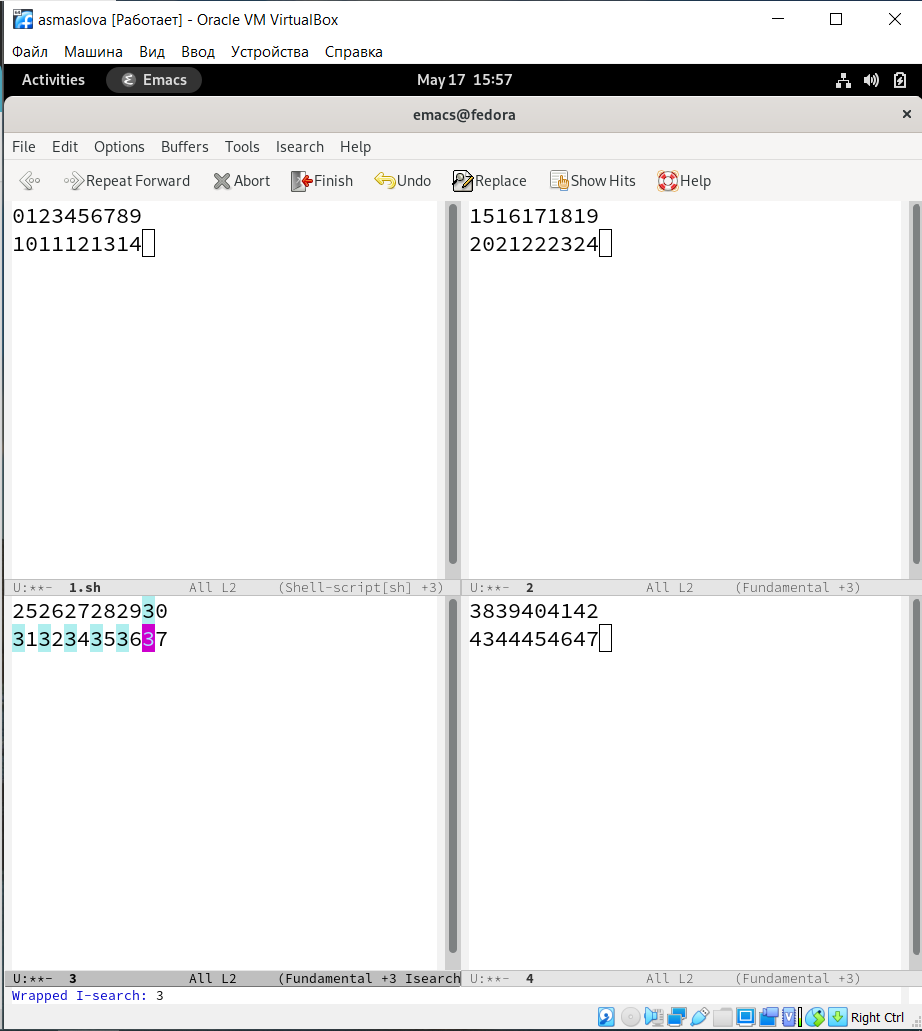 asmaslova [Работает] - Oracle VM VirtualBox
Файл Машина Вид Ввод Устройства Справка
Activities Emacs May 17 15:57
emacs@fedora
File Edit Options Buffers Tools Isearch Help
Repeat Forward Abort Finish Undo Replace Show Hits Help
0123456789
1011121314
1516171819
2021222324
U:**- 1.sh All L2 (Shell-script[sh] +3)
U:**- 2 All L2 (Fundamental +3)
252627282930
313234353637
3839404142
4344454647
U:**- 3 All L2 (Fundamental +3 Isearch
U:**- 4 All L2 (Fundamental +3)
Wrapped I-search: 3
Right Ctrl